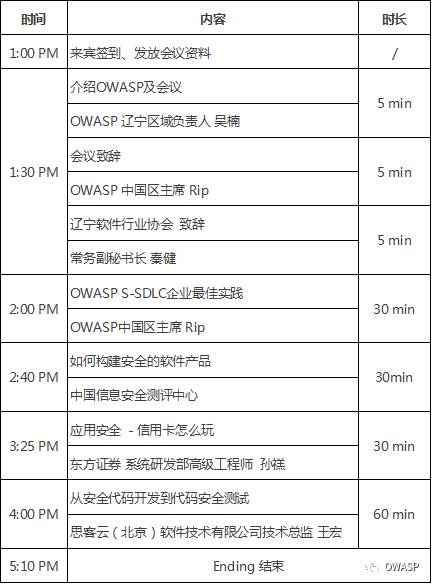 时间 内容 时长
1:00 PM 来宾签到、发放会议资料 /
介绍OWASP及会议
5 min
OWASP 辽宁区域负责人 吴楠
会议致辞
1:30 PM
5 min
OWASP 中国区主席 Rip
辽宁软件行业协会 致辞
5 min
常务副秘书长 秦健
OWASP S-SDLC企业最佳实践
2:00 PM
30 min
OWASP中国区主席 Rip
如何构建安全的软件产品
2:40 PM
30min
中国信息安全测评中心
应用安全 - 信用卡怎么玩
3:25 PM
30 min
东方证券 系统研发部高级工程师 孙禚
从安全代码开发到代码安全测试
4:00 PM
60 min
思客云（北京）软件技术有限公司技术总监 王宏
5:10 PM Ending 结束
OWASP